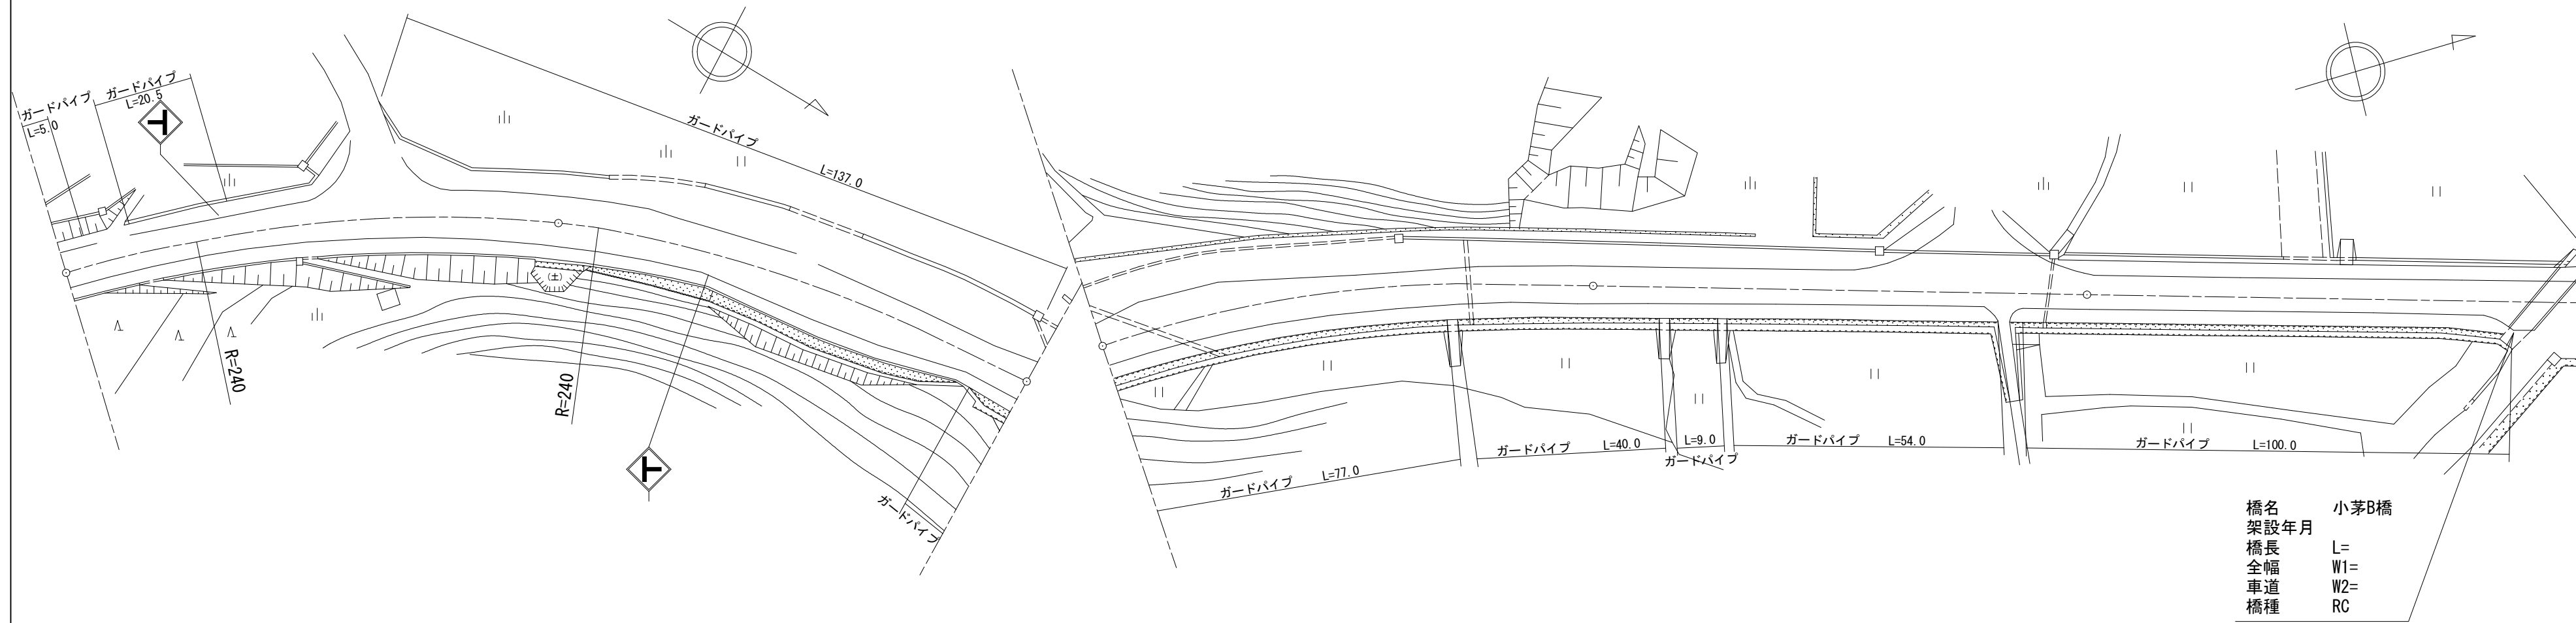 ガードパイプ
L=5.0
ガードパイプ
L=20.5
ガードパイプ
L=137.0
R=240
(土)
R=240
ガードパイプ
ガードパイプ L=77.0
ガードパイプ L=40.0
L=9.0
ガードパイプ
ガードパイプ L=54.0
ガードパイプ L=100.0
橋名 小茅B橋
架設年月
橋長 L=
全幅 W1=
車道 W2=
橋種 RC